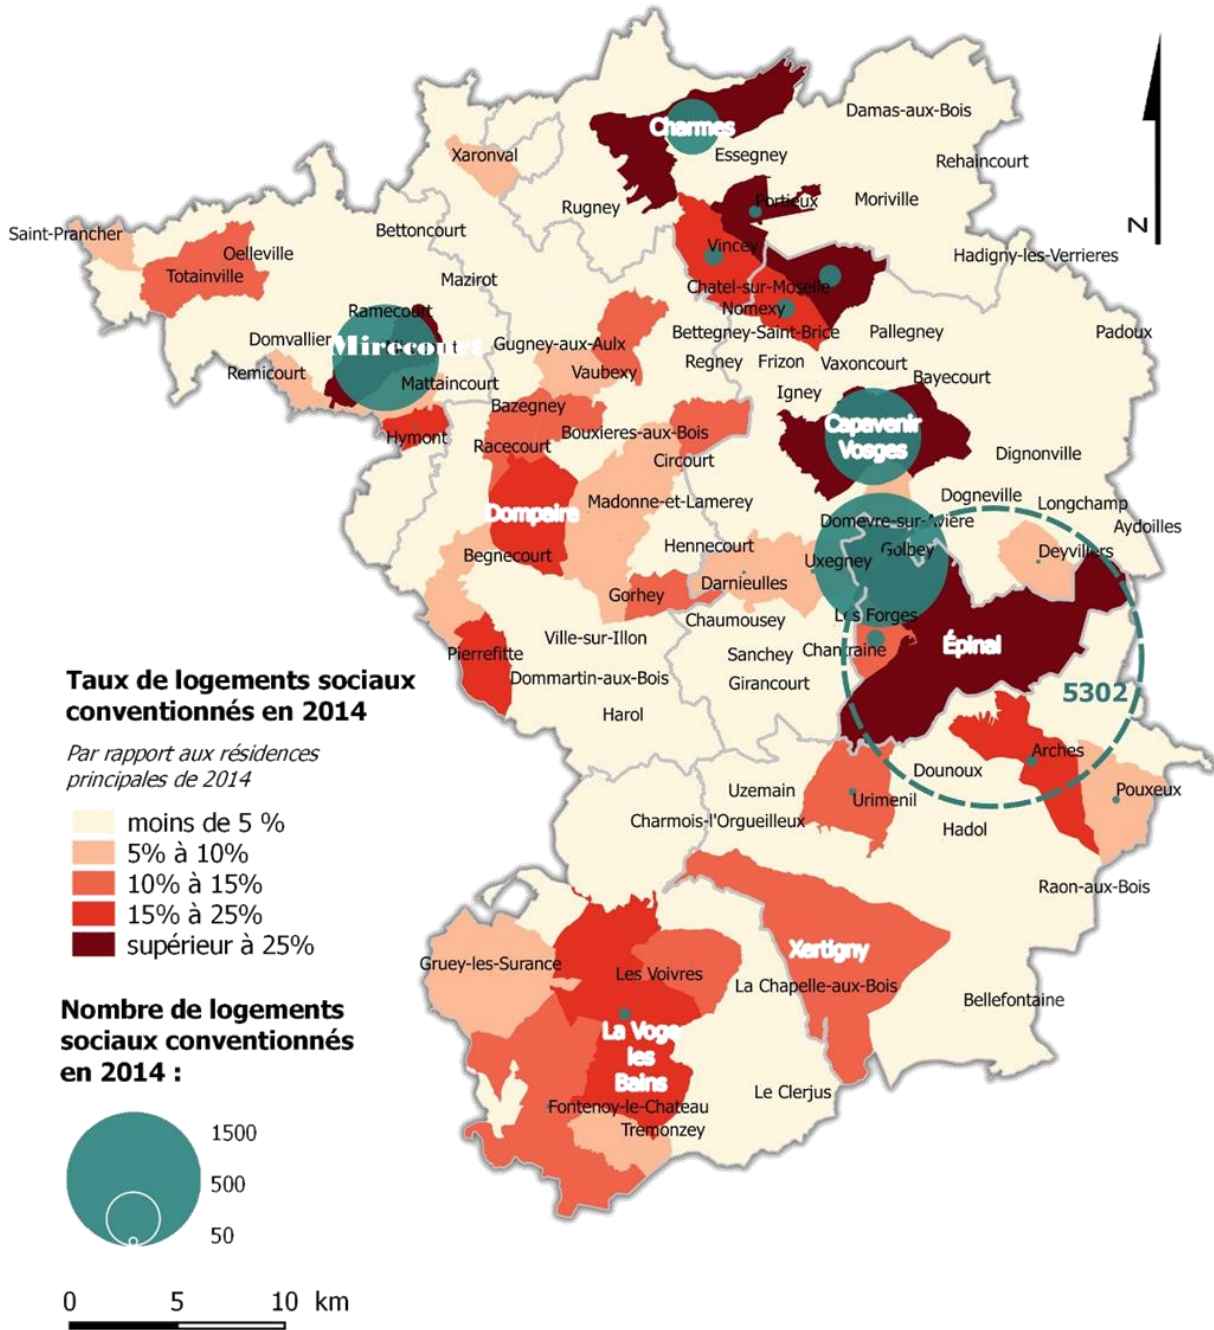 Charmes
Damas-aux-Bois
Essegney
Rehaincourt
Xaronval
Portieux
Moriville
Rugney
Saint-Prancher
Bettoncourt
Vincey
N
Oelleville
Hadigny-les-Verrieres
Totainville
Mazirot
Chatel-sur-Moselle
Nomexy
Ramecourt
Bettegney-Saint-Brice
Pallegney
Padoux
Domvallier
Mirecourt
Gugney-aux-Aulx
Regney
Frizon
Vaxoncourt
Remicourt
Vaubexy
Bayecourt
Mattaincourt
Igney
Bazegney
Capavenir
Vosges
Hymont
Racecourt
Bouxieres-aux-Bois
Circourt
Dignonville
Madonne-et-Lamerey
Dogneville
Longchamp
Dompaire
Domevre-sur-Avière
Aydoilles
Begnecourt
Hennecourt
Golbey
Deyvillers
Uxegney
Darnieulles
Gorhey
Les Forges
Chaumousey
Ville-sur-Illon
Épinal
Pierrefitte
Sanchey
Chantraine
Dommartin-aux-Bois
Girancourt
5302
Harol
Arches
Dounoux
Uzemain
Urimenil
Pouxeux
Charmois-l'Orgueilleux
Hadol
Raon-aux-Bois
Xertigny
Gruey-les-Surance
Les Voivres
La Chapelle-aux-Bois
Bellefontaine
La Voge
les
Bains
Le Clerjus
Fontenoy-le-Chateau
Tremonzey
Taux de logements sociaux
conventionnés en 2014
Par rapport aux résidences
principales de 2014
moins de 5 %
5% à 10%
10% à 15%
15% à 25%
supérieur à 25%
Nombre de logements
sociaux conventionnés
en 2014 :
1500
500
50
0 5 10 km